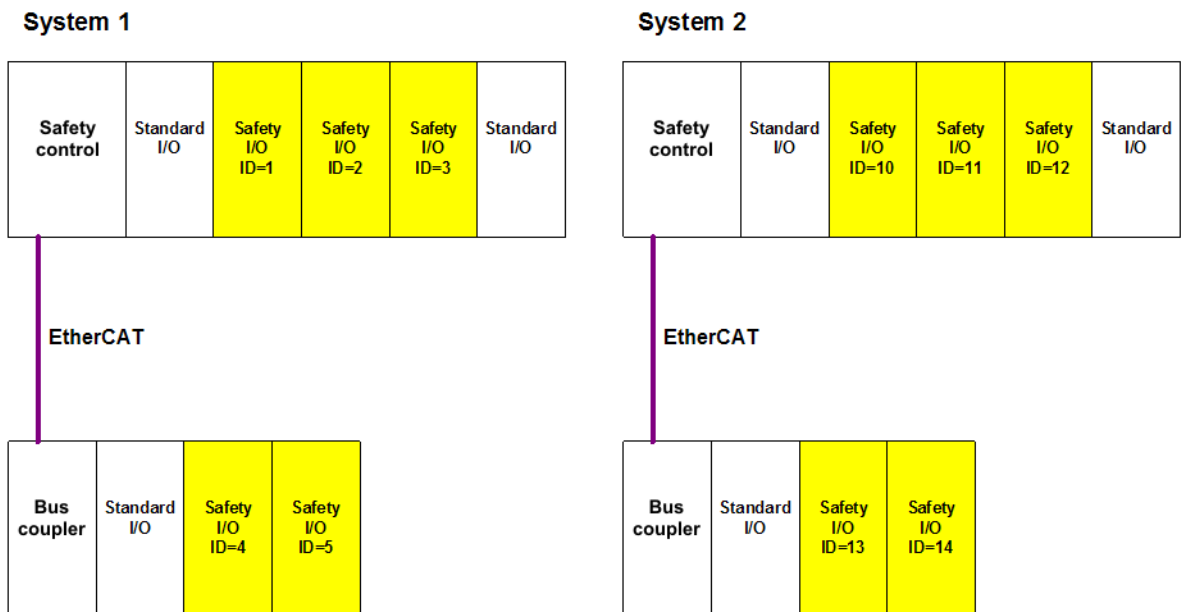 System 1
Safety
control
Standard
I/O
Safety
I/O
ID=1
Safety
I/O
ID=2
Safety
I/O
ID=3
Standard
I/O
EtherCAT
Bus
coupler
Standard
I/O
Safety
I/O
ID=4
Safety
I/O
ID=5
System 2
Safety
control
Standard
I/O
Safety
I/O
ID=10
Safety
I/O
ID=11
Safety
I/O
ID=12
Standard
I/O
EtherCAT
Bus
coupler
Standard
I/O
Safety
I/O
ID=13
Safety
I/O
ID=14